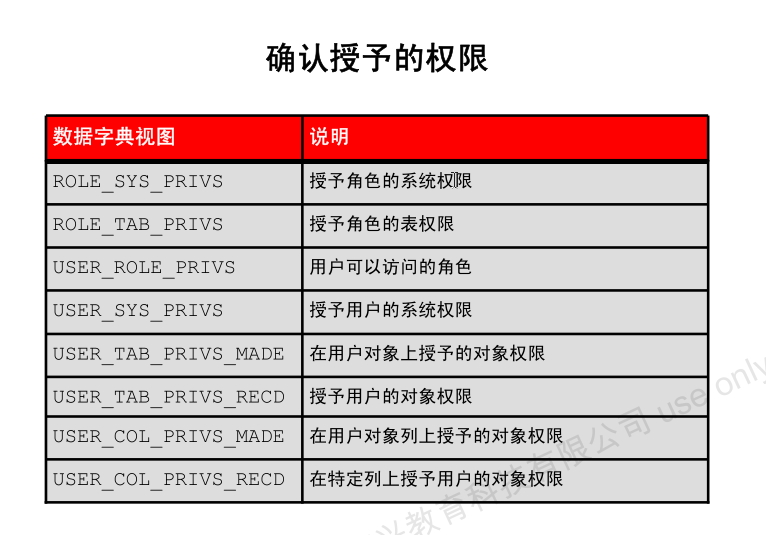 确认授予的权限
数据字典视图 说明
ROLE_SYS_PRIVS 授予角色的系统权限
ROLE_TAB_PRIVS 授予角色的表权限
USER_ROLE_PRIVS 用户可以访问的角色
USER_SYS_PRIVS 授予用户的系统权限
USER_TAB_PRIVS_MADE 在用户对象上授予的对象权限
USER_TAB_PRIVS_RECD 授予用户的对象权限
USER_COL_PRIVS_MADE 在用户对象列上授予的对象权限
USER_COL_PRIVS_RECD 在特定列上授予用户的对象权限
教育科技有限公司 use only